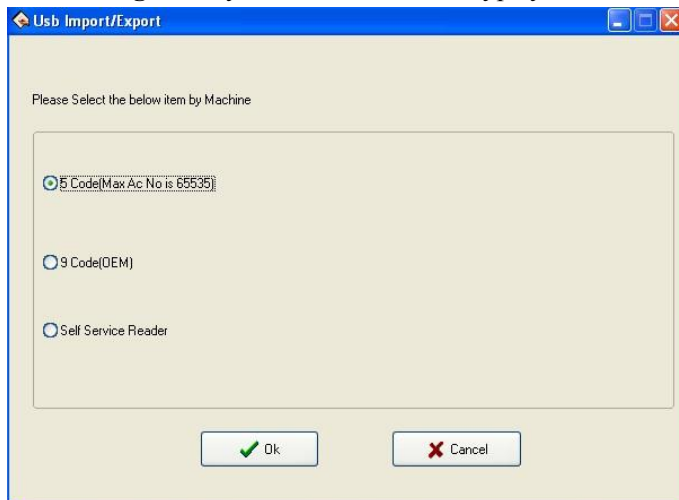 Usb Import/Export
Please Select the below item by Machine
5 Code(Max Ac No is 65535)
9 Code(OEM)
Self Service Reader
Ok
Cancel